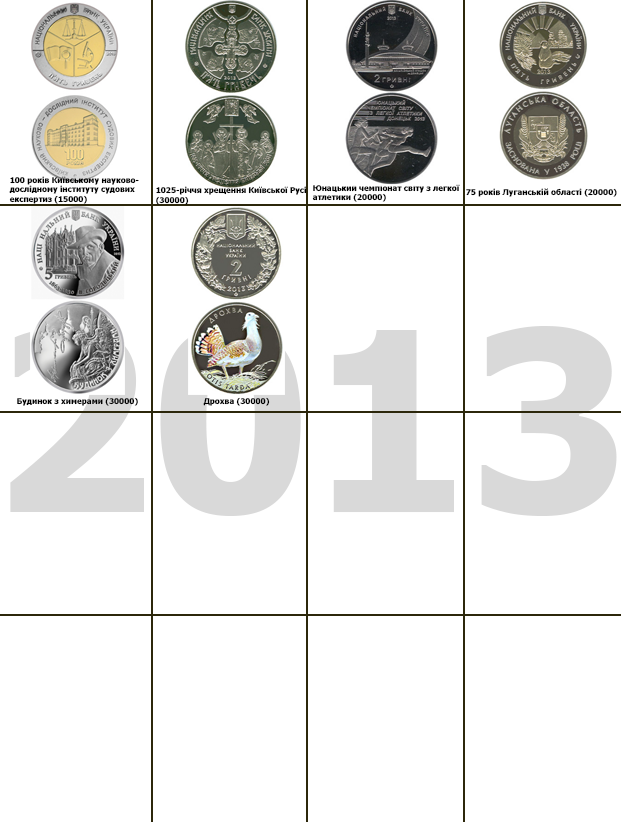 НАЦІОНАЛЬНИЙ БАНК УКРАЇНИ
П'ЯТЬ ГРИВЕНЬ
НАУКОВО-ДОСЛІДНИЙ ІНСТИТУТ СУДОВИХ
100
РОКІВ
100 років Київському науково-
дослідному інституту судових
експертиз (15000)
2013
П'ЯТЬ ГРИВЕНЬ
1025-річчя хрещення Київської Русі
(30000)
НАЦІОНАЛЬНИЙ БАНК УКРАЇНИ
2013
2 ГРИВНІ
ЮНАЦЬКИЙ
ЧЕМПІОНАТ СВІТУ
З ЛЕГКОЇ АТЛЕТИКИ
ДОНЕЦЬК 2013
Юнацький чемпіонат світу з легкої
атлетики (20000)
НАЦІОНАЛЬНИЙ БАНК УКРАЇНИ
2013
П'ЯТЬ ГРИВЕНЬ
ЛУГАНСЬКА ОБЛАСТЬ
ЗАСНОВАНА У 1938 РОЦІ
75 років Луганській області (20000)
НАЦІОНАЛЬНИЙ БАНК УКРАЇНИ
5
ГРИВЕНЬ
БУДИНОК З ХИМЕРАМИ
Будинок з химерами (30000)
НАЦІОНАЛЬНИЙ
БАНК
УКРАЇНИ
2
ГРИВНІ
2013
ДРОХВА
OTIS TARDA
Дрохва (30000)
2013